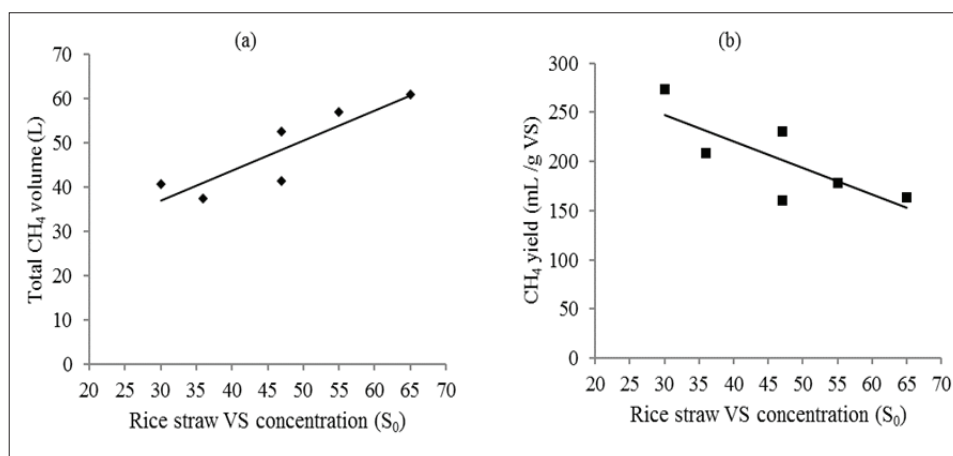 (a)
Total CH₄ volume (L)
70
60
50
40
30
20
10
0
20 25 30 35 40 45 50 55 60 65 70
Rice straw VS concentration (S₀)
(b)
CH₄ yield (mL /g VS)
300
250
200
150
100
50
0
20 25 30 35 40 45 50 55 60 65 70
Rice straw VS concentration (S₀)